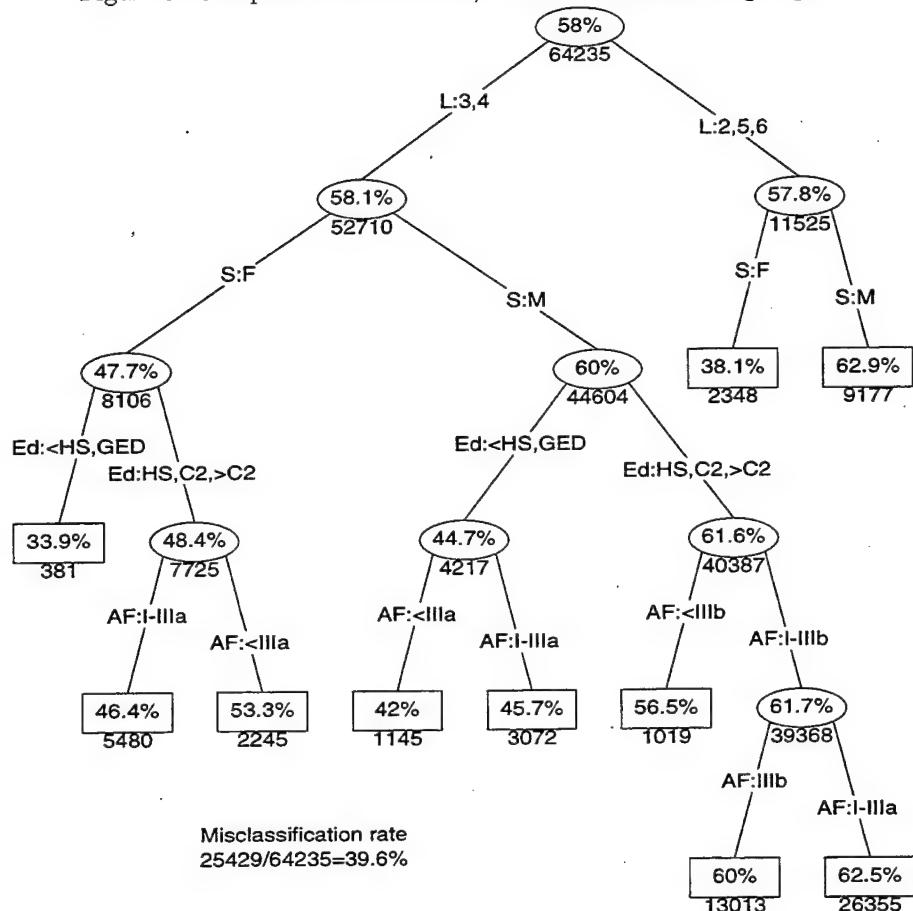 58%
64235
L:3,4
L:2,5,6
58.1%
52710
57.8%
11525
S:F
S:M
S:F
S:M
47.7%
8106
60%
44604
38.1%
2348
62.9%
9177
Ed:<HS,GED
Ed:HS,C2,>C2
Ed:<HS,GED
Ed:HS,C2,>C2
33.9%
381
48.4%
7725
44.7%
4217
61.6%
40387
AF:I-IIIa
AF:<IIIa
AF:<IIIa
AF:I-IIIa
AF:<IIIb
AF:I-IIIb
46.4%
5480
53.3%
2245
42%
1145
45.7%
3072
56.5%
1019
61.7%
39368
AF:IIIb
AF:I-IIIa
Misclassification rate
25429/64235=39.6%
60%
13013
62.5%
26355